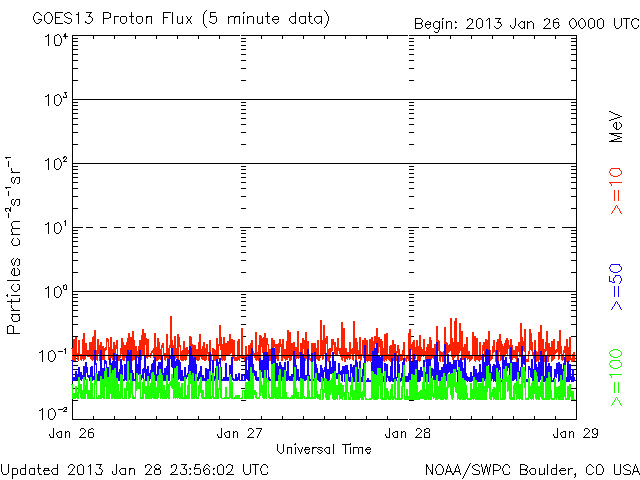 GOES13 Proton Flux (5 minute data)
Begin: 2013 Jan 26 0000 UTC
Particles cm⁻²s⁻¹sr⁻¹
10⁴
10³
10²
10¹
10⁰
10⁻¹
10⁻²
Jan 26
Jan 27
Jan 28
Jan 29
Universal Time
MeV
>=10
>=50
>=100
Updated 2013 Jan 28 23:56:02 UTC
NOAA/SWPC Boulder, CO USA